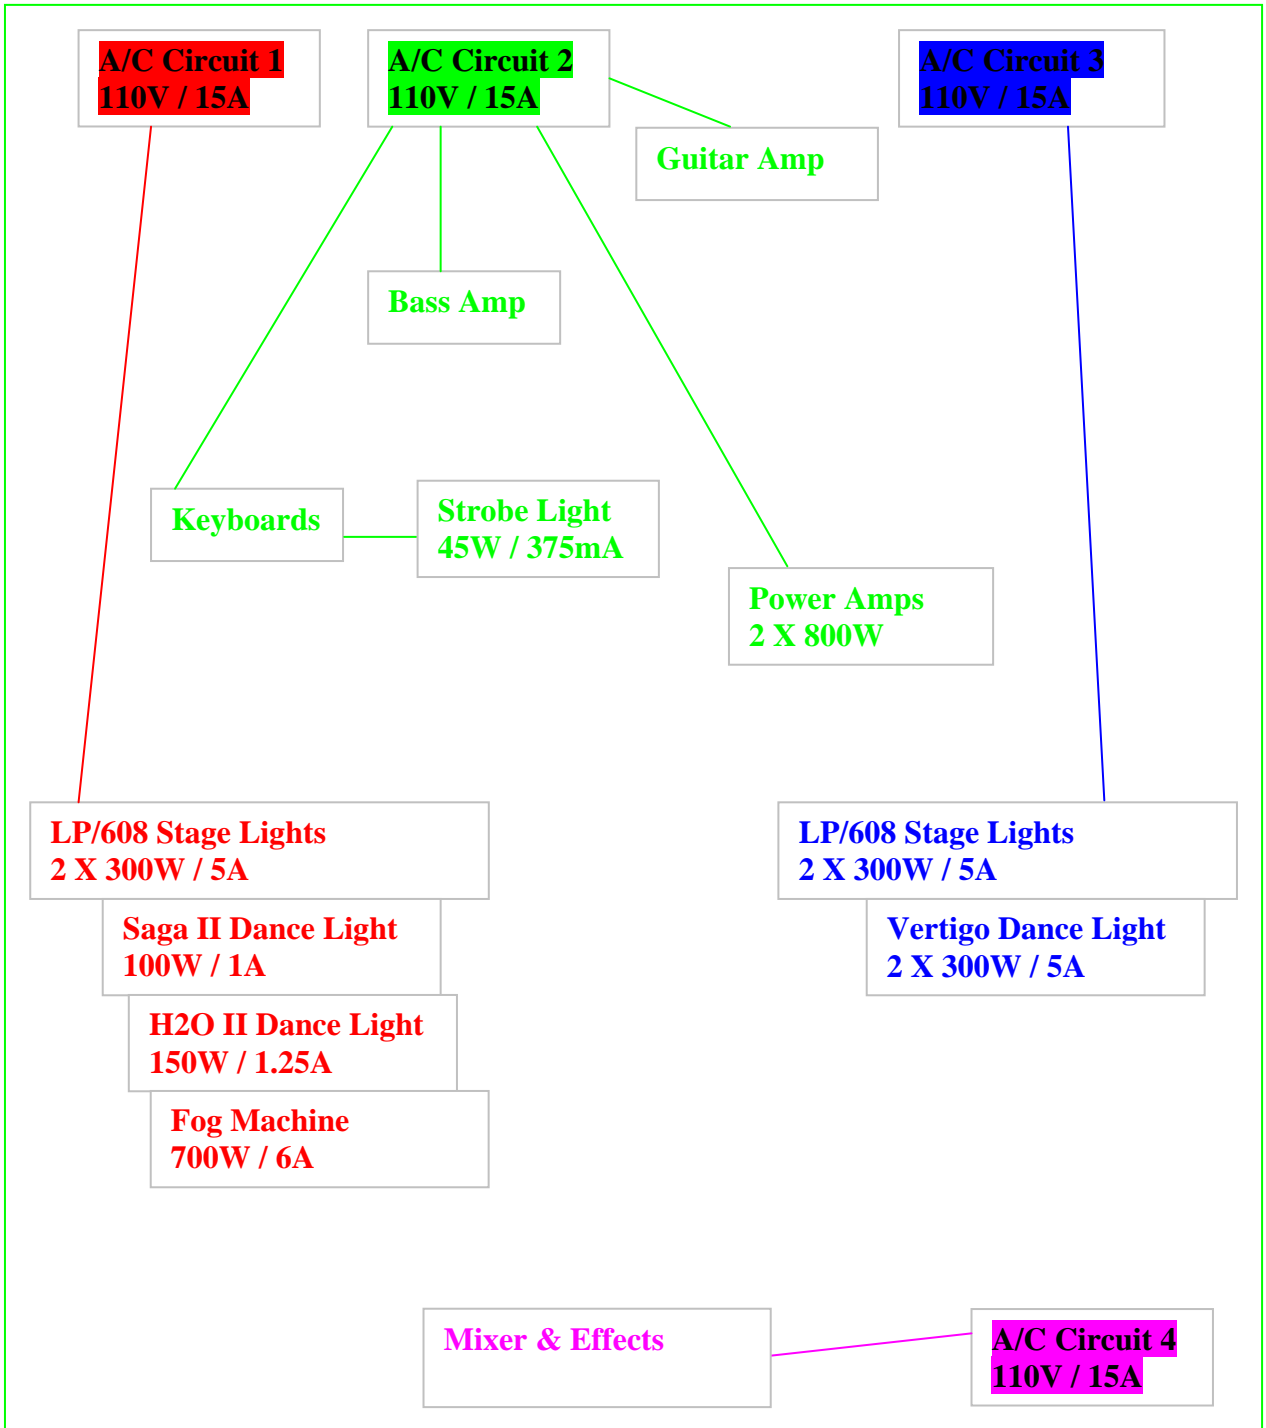 A/C Circuit 1
110V / 15A
A/C Circuit 2
110V / 15A
A/C Circuit 3
110V / 15A
Guitar Amp
Bass Amp
Keyboards
Strobe Light
45W / 375mA
Power Amps
2 X 800W
LP/608 Stage Lights
2 X 300W / 5A
Saga II Dance Light
100W / 1A
H2O II Dance Light
150W / 1.25A
Fog Machine
700W / 6A
LP/608 Stage Lights
2 X 300W / 5A
Vertigo Dance Light
2 X 300W / 5A
Mixer & Effects
A/C Circuit 4
110V / 15A